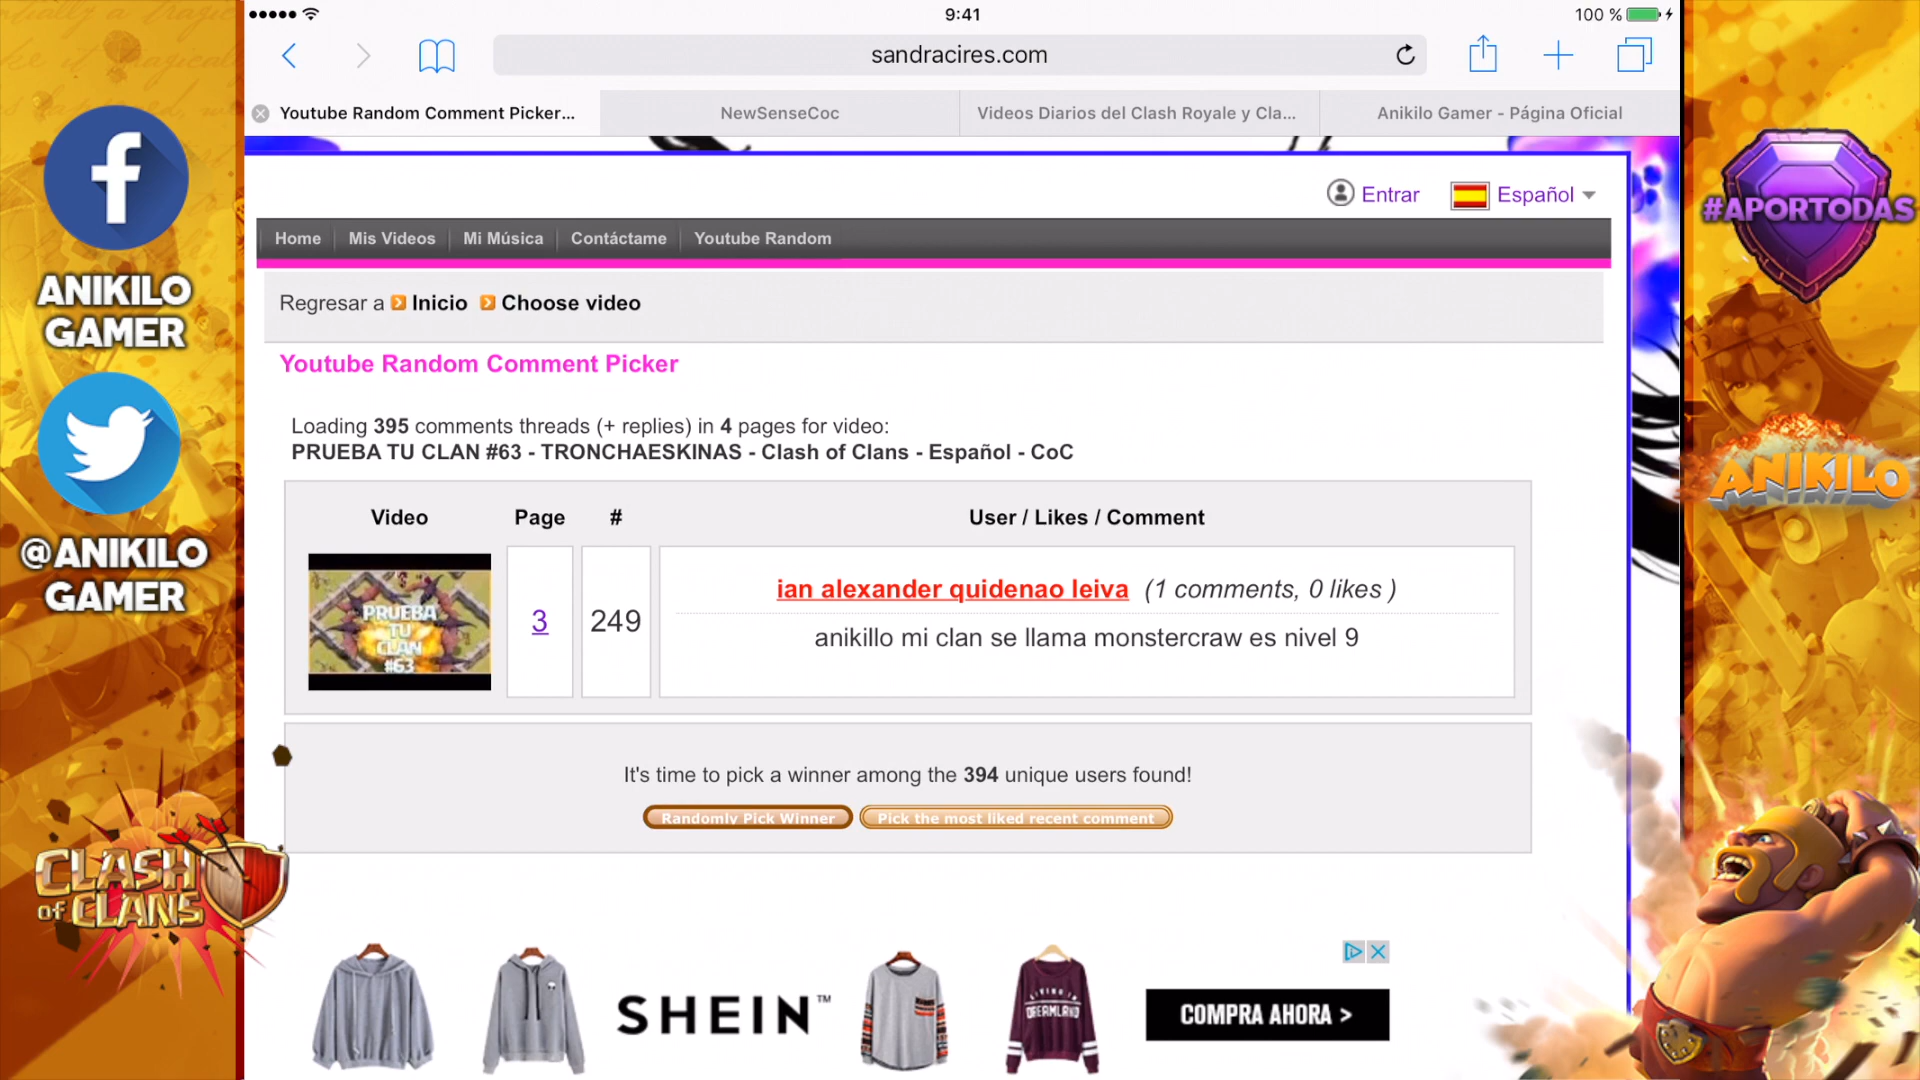 9:41
100 %
sandracires.com
Youtube Random Comment Picker...
NewSenseCoc
Videos Diarios del Clash Royale y Cla...
Anikilo Gamer - Página Oficial
Entrar
Español
Home
Mis Videos
Mi Música
Contáctame
Youtube Random
Regresar a Inicio Choose video
Youtube Random Comment Picker
Loading 395 comments threads (+ replies) in 4 pages for video:
PRUEBA TU CLAN #63 - TRONCHAESKINAS - Clash of Clans - Español - CoC
Video
Page
#
User / Likes / Comment
PRUEBA
TU
CLAN
#63
3
249
ian alexander quidenao leiva (1 comments, 0 likes )
anikillo mi clan se llama monstercraw es nivel 9
It's time to pick a winner among the 394 unique users found!
Randomly Pick Winner
Pick the most liked recent comment
SHEIN™
LIVING IN
DREAMLAND
COMPRA AHORA >
ANIKILO
GAMER
@ANIKILO
GAMER
CLASH
OF CLANS
#APORTODAS
ANIKILO